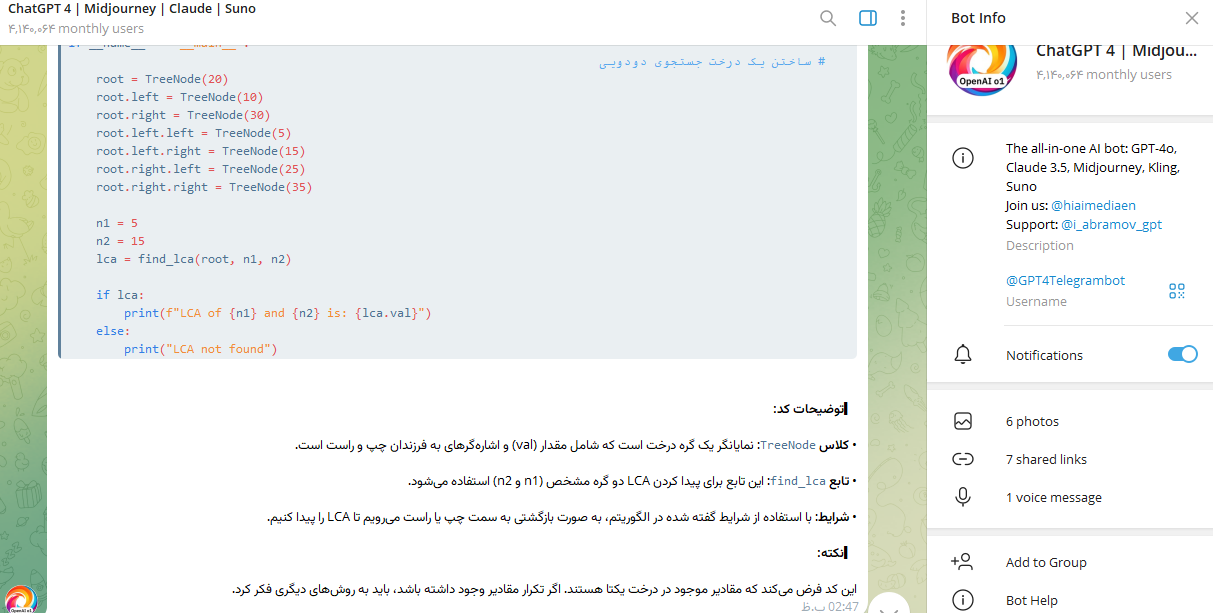 ChatGPT 4 | Midjourney | Claude | Suno
۴,۱۴۰,۰۶۴ monthly users
# ساختن یک درخت جستجوی دودویی
root = TreeNode(20)
root.left = TreeNode(10)
root.right = TreeNode(30)
root.left.left = TreeNode(5)
root.left.right = TreeNode(15)
root.right.left = TreeNode(25)
root.right.right = TreeNode(35)
n1 = 5
n2 = 15
lca = find_lca(root, n1, n2)
if lca:
print(f"LCA of {n1} and {n2} is: {lca.val}")
else:
print("LCA not found")
توضیحات کد:
• کلاس TreeNode: نمایانگر یک گره درخت است که شامل مقدار (val) و اشاره‌گرهای به فرزندان چپ و راست است.
• تابع find_lca: این تابع برای پیدا کردن LCA دو گره مشخص (n1 و n2) استفاده می‌شود.
• شرایط: با استفاده از شرایط گفته شده در الگوریتم، به صورت بازگشتی به سمت چپ یا راست می‌رویم تا LCA را پیدا کنیم.
نکته:
این کد فرض می‌کند که مقادیر موجود در درخت یکتا هستند. اگر تکرار مقادیر وجود داشته باشد، باید به روش‌های دیگری فکر کرد.
02:47 ب.ظ
Bot Info
ChatGPT 4 | Midjou...
۴,۱۴۰,۰۶۴ monthly users
OpenAI o1
The all-in-one AI bot: GPT-4o,
Claude 3.5, Midjourney, Kling,
Suno
Join us: @hiaimediaen
Support: @i_abramov_gpt
Description
@GPT4Telegrambot
Username
Notifications
6 photos
7 shared links
1 voice message
Add to Group
Bot Help
OpenAI o1